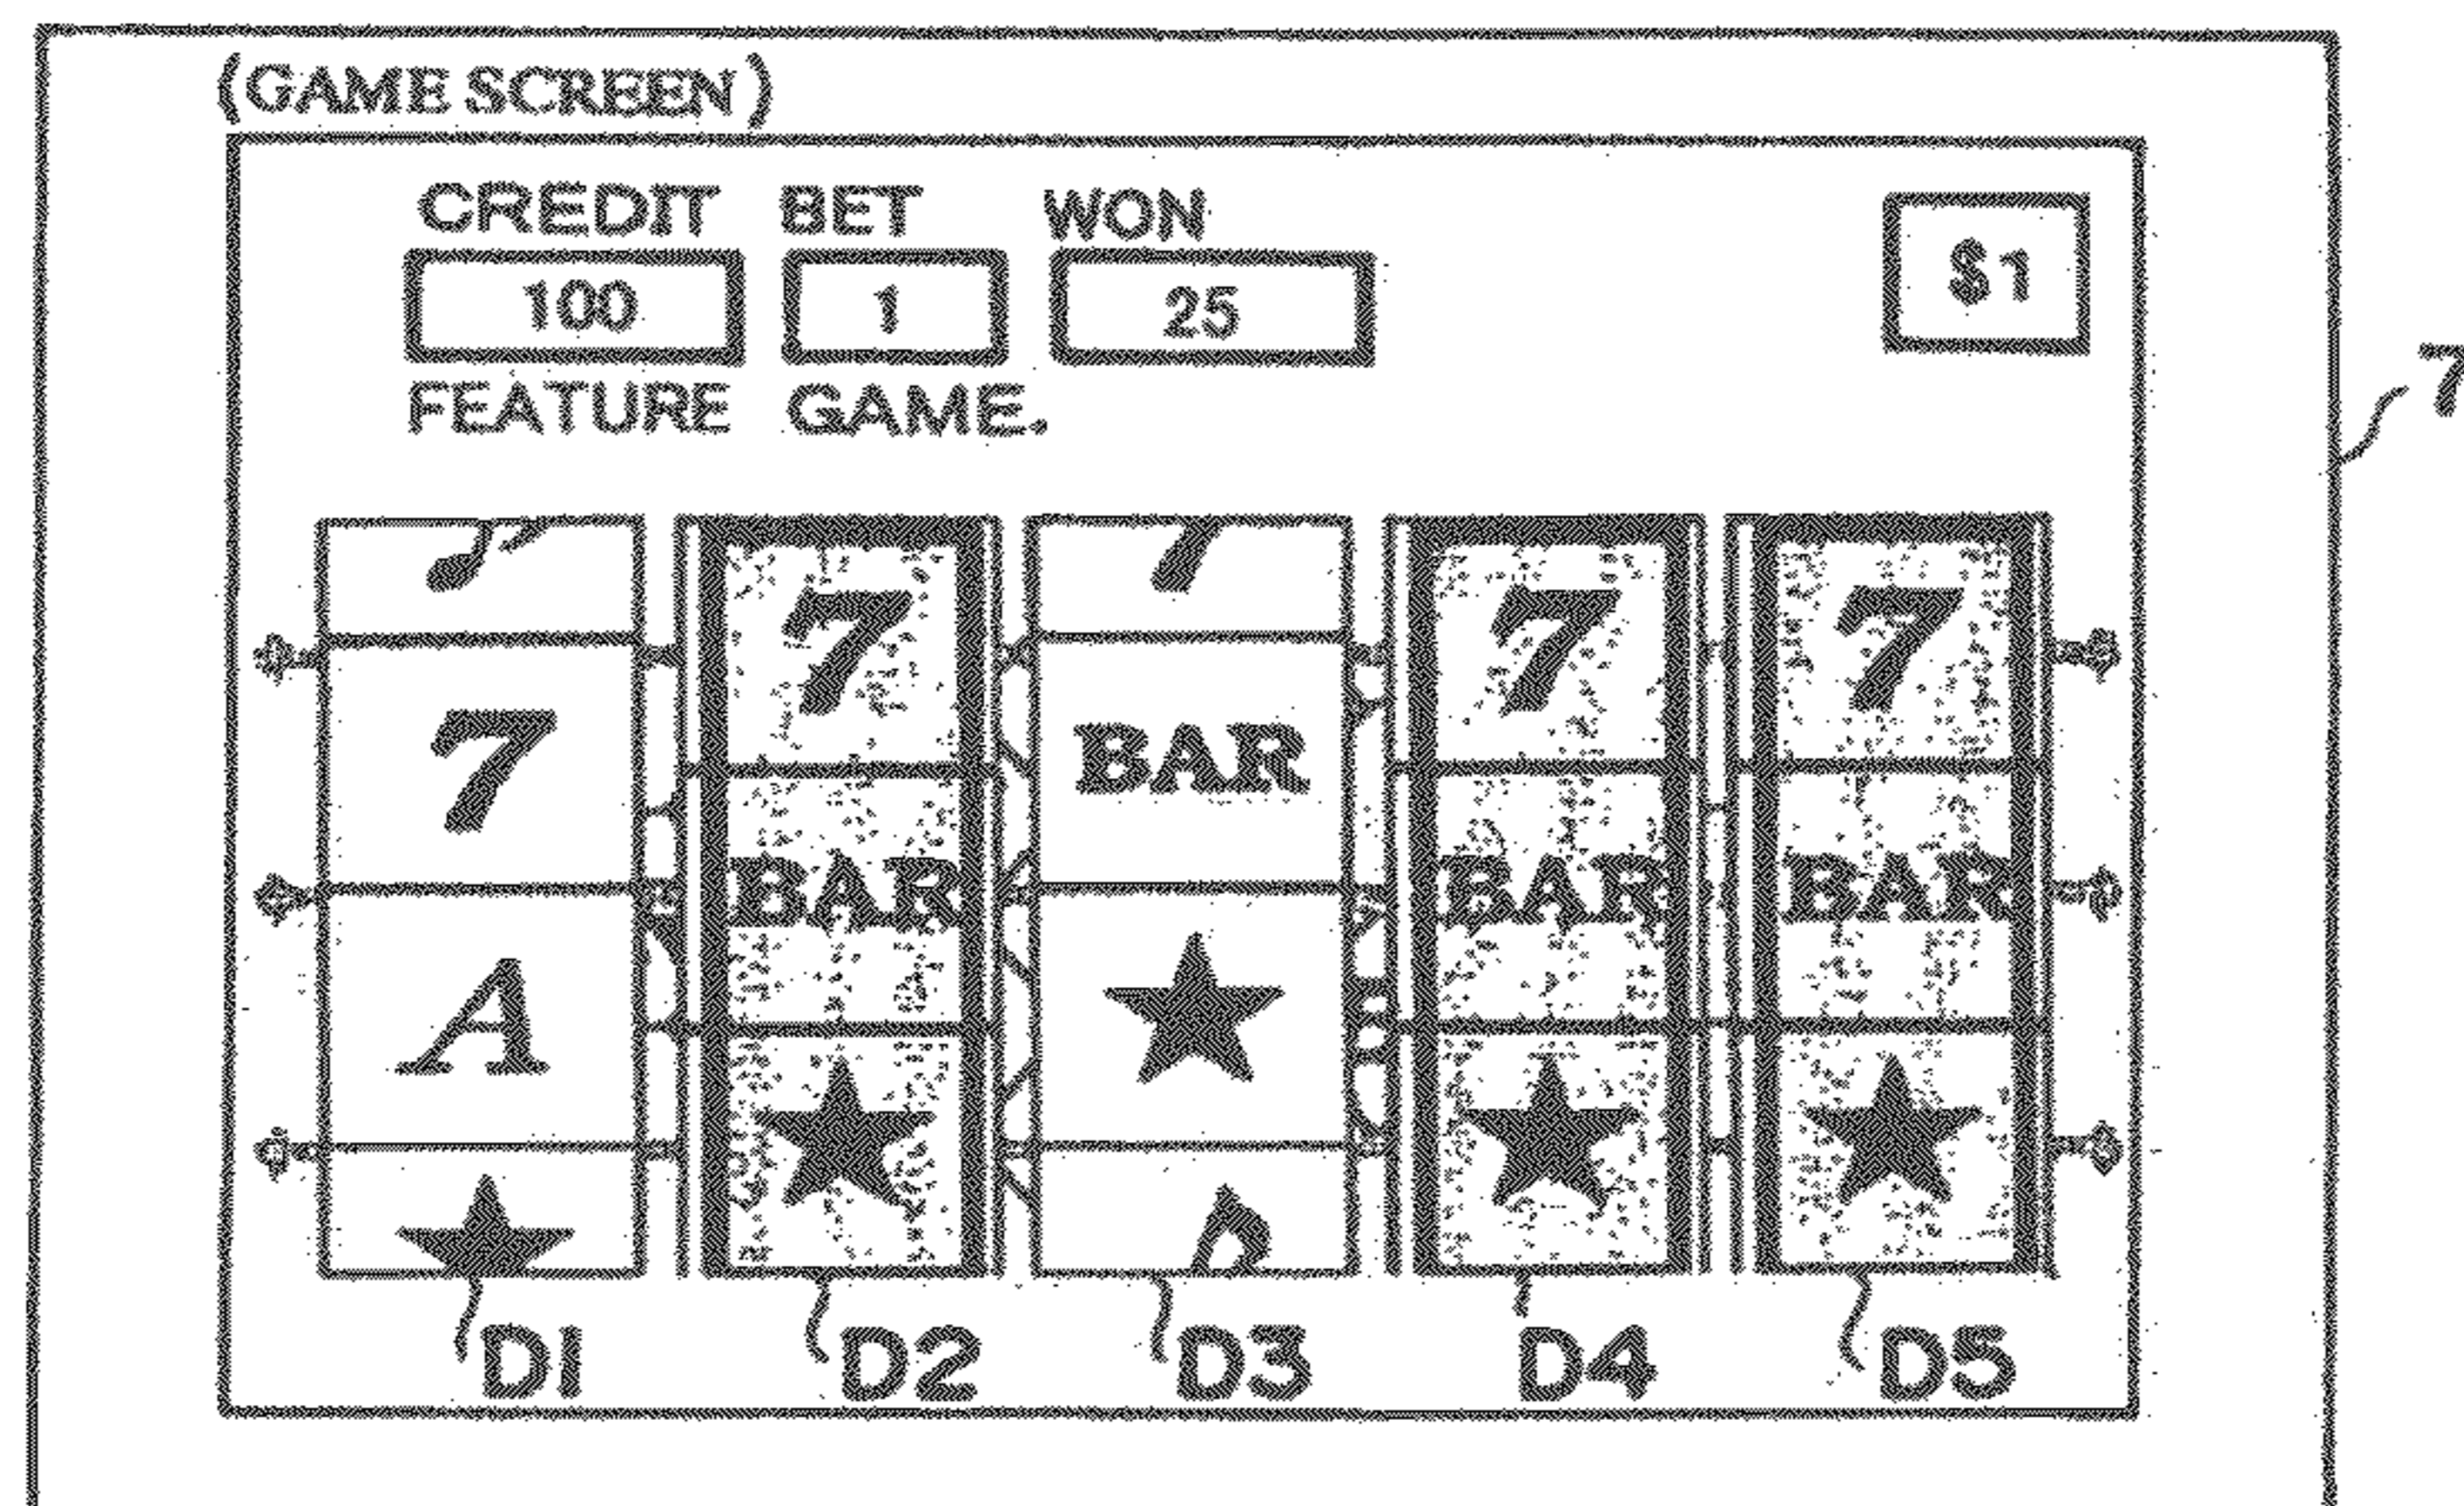 (GAME SCREEN)
CREDIT BET WON
100 1 25 $1
FEATURE GAME.
7
7 7 7 7
7 BAR
BAR BAR BAR
A
D1 D2 D3 D4 D5